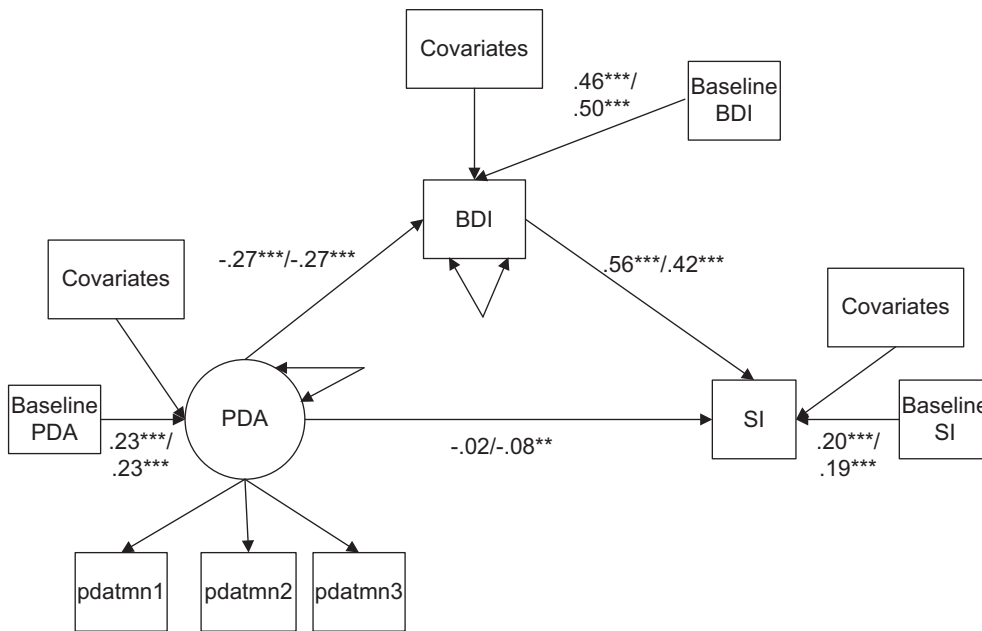 Covariates
.46***/
.50***
Baseline
BDI
BDI
-.27***/-.27***
.56***/.42***
Covariates
Covariates
Baseline
PDA
.23***/
.23***
PDA
-.02/-.08**
SI
.20***/
.19***
Baseline
SI
pdatmn1
pdatmn2
pdatmn3